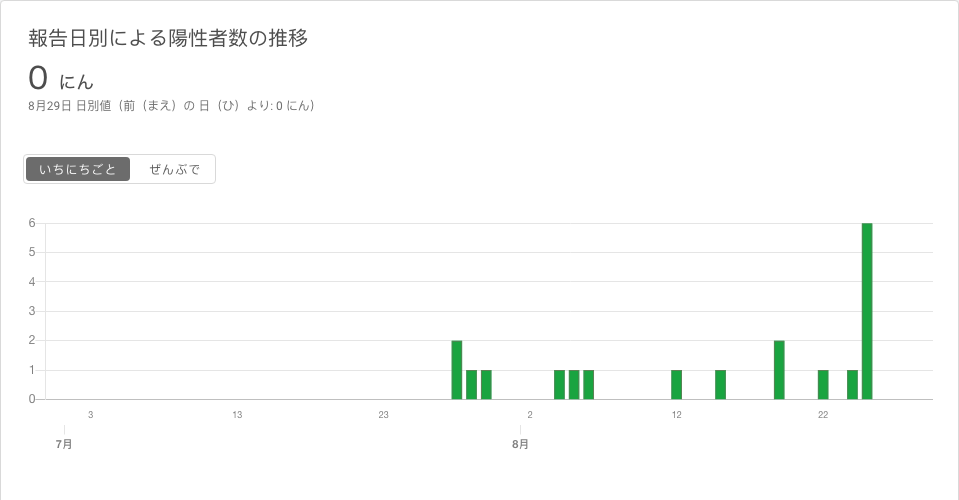 報告日別による陽性者数の推移
0 にん
8月29日 日別値（前（まえ）の 日（ひ）より: 0 にん）
いちにちごと ぜんぶで
6
5
4
3
2
1
0
3 13 23 2 12 22
7月 8月